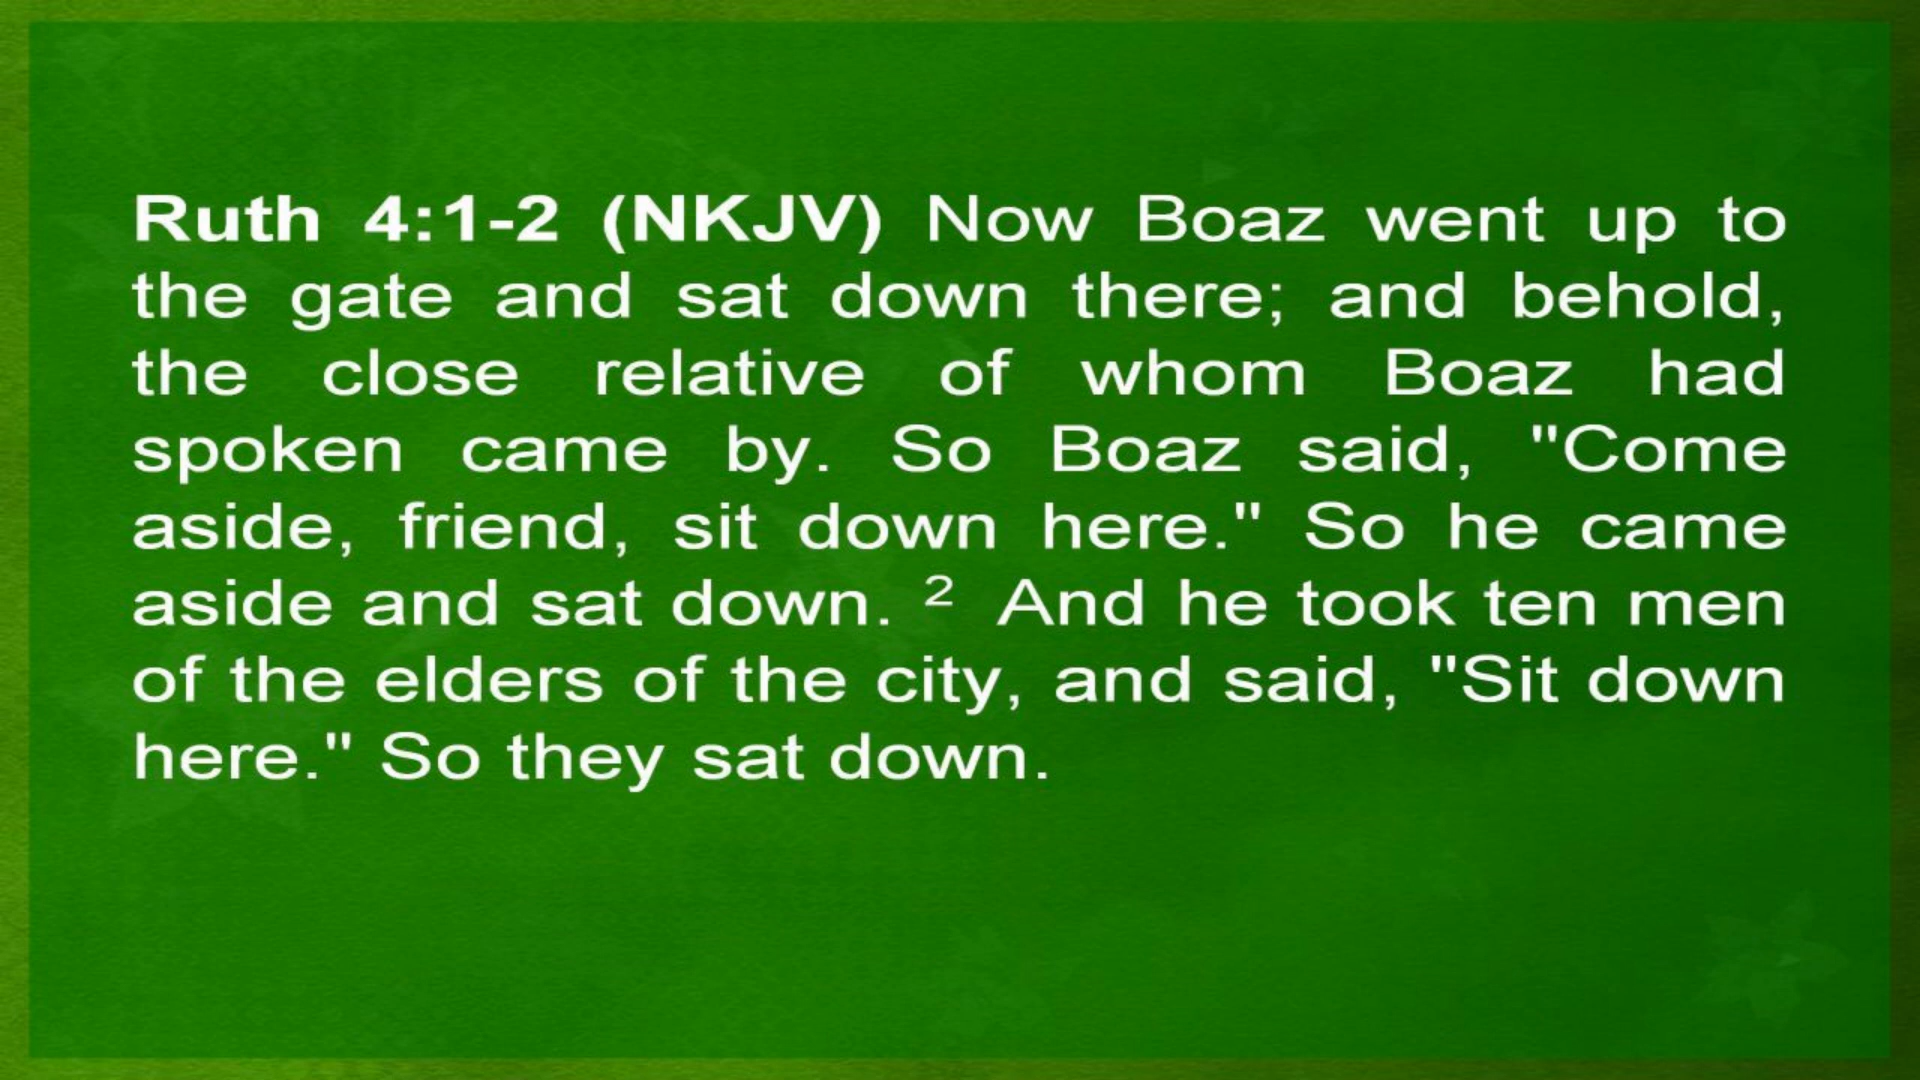 Ruth 4:1-2 (NKJV) Now Boaz went up to
the gate and sat down there; and behold,
the close relative of whom Boaz had
spoken came by. So Boaz said, "Come
aside, friend, sit down here." So he came
aside and sat down. ² And he took ten men
of the elders of the city, and said, "Sit down
here." So they sat down.